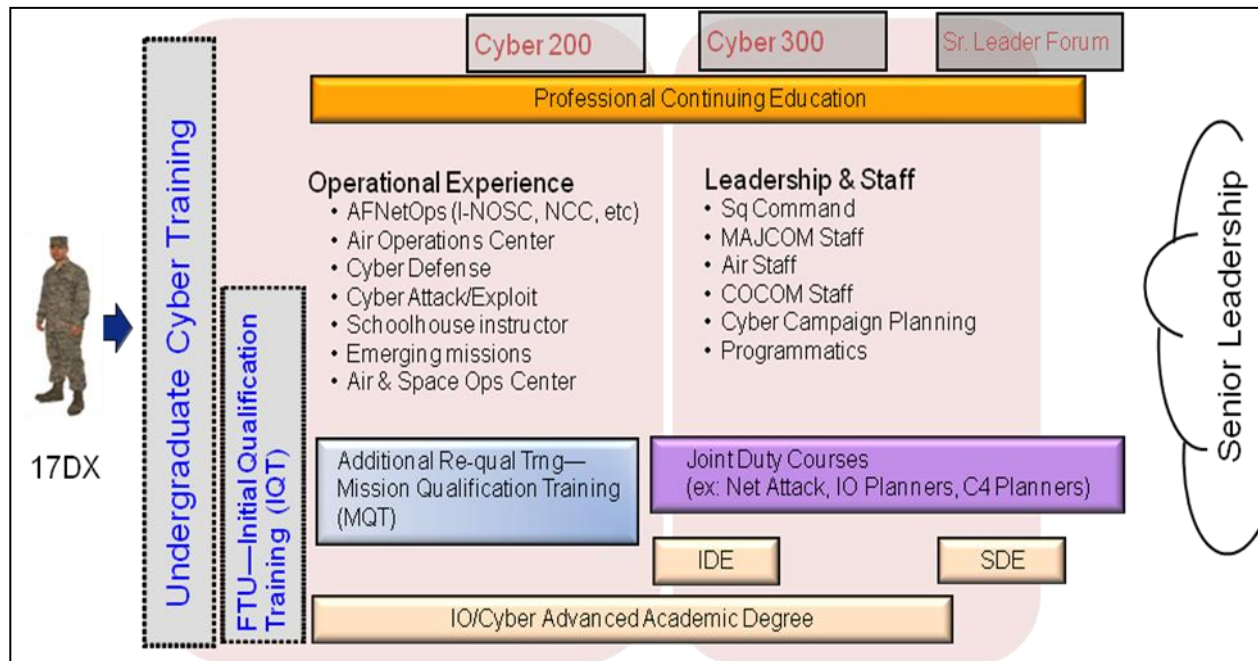 Cyber 200
Cyber 300
Sr. Leader Forum
Professional Continuing Education
Undergraduate Cyber Training
FTU—Initial Qualification
Training (IQT)
17DX
Operational Experience
• AFNetOps (I-NOSC, NCC, etc)
• Air Operations Center
• Cyber Defense
• Cyber Attack/Exploit
• Schoolhouse instructor
• Emerging missions
• Air & Space Ops Center
Leadership & Staff
• Sq Command
• MAJCOM Staff
• Air Staff
• COCOM Staff
• Cyber Campaign Planning
• Programmatics
Additional Re-qual Trng—
Mission Qualification Training
(MQT)
Joint Duty Courses
(ex: Net Attack, IO Planners, C4 Planners)
IDE
SDE
IO/Cyber Advanced Academic Degree
Senior Leadership